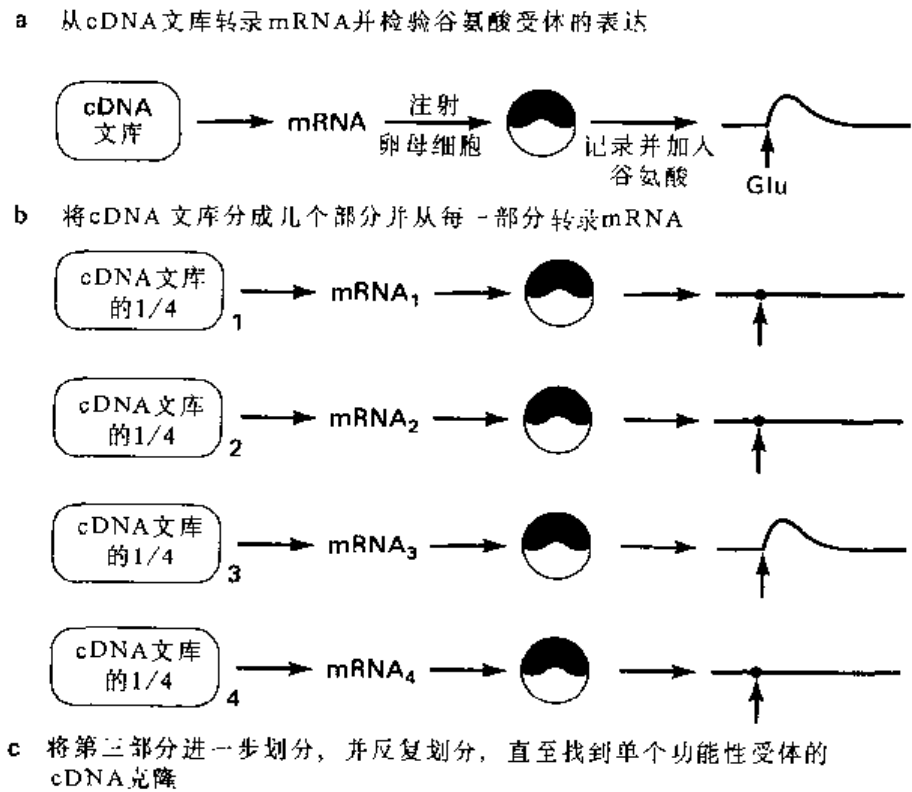 a 从cDNA文库转录mRNA并检验谷氨酸受体的表达
cDNA
文库
mRNA
注射
卵母细胞
记录并加入
谷氨酸
Glu
b 将cDNA文库分成几个部分并从每一部分转录mRNA
cDNA文库
的1/4
1
mRNA₁
cDNA文库
的1/4
2
mRNA₂
cDNA文库
的1/4
3
mRNA₃
cDNA文库
的1/4
4
mRNA₄
c 将第三部分进一步划分，并反复划分，直至找到单个功能性受体的
cDNA克隆